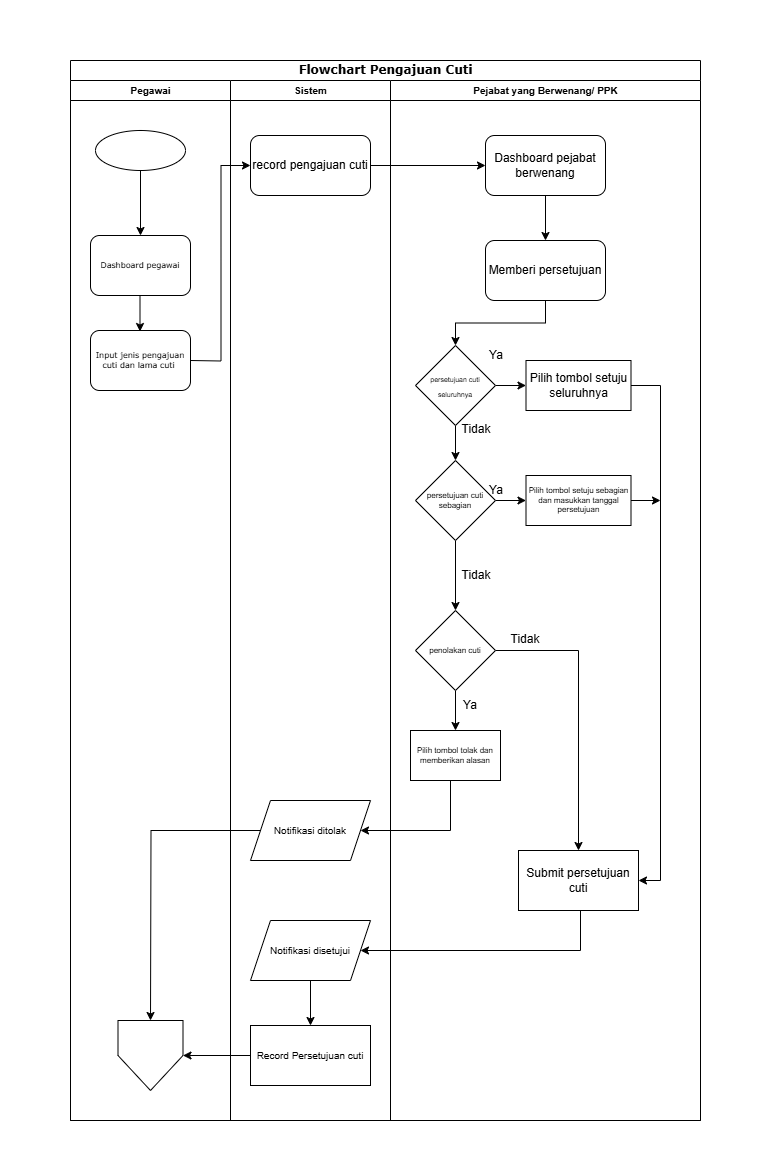 Flowchart Pengajuan Cuti
Pegawai
Sistem
Pejabat yang Berwenang/ PPK
record pengajuan cuti
Dashboard pejabat
berwenang
Dashboard pegawai
Memberi persetujuan
Input jenis pengajuan
cuti dan lama cuti
persetujuan cuti
seluruhnya
Ya
Pilih tombol setuju
seluruhnya
Tidak
persetujuan cuti
sebagian
Ya
Pilih tombol setuju sebagian
dan masukkan tanggal
persetujuan
Tidak
penolakan cuti
Tidak
Ya
Pilih tombol tolak dan
memberikan alasan
Notifikasi ditolak
Submit persetujuan
cuti
Notifikasi disetujui
Record Persetujuan cuti